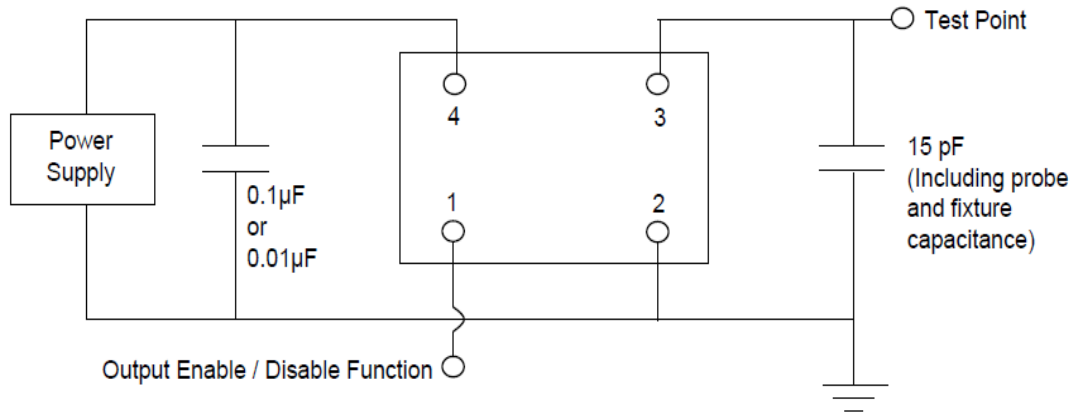 Test Point
4
3
Power
Supply
15 pF
(Including probe
and fixture
capacitance)
0.1µF
or
0.01µF
1
2
Output Enable / Disable Function